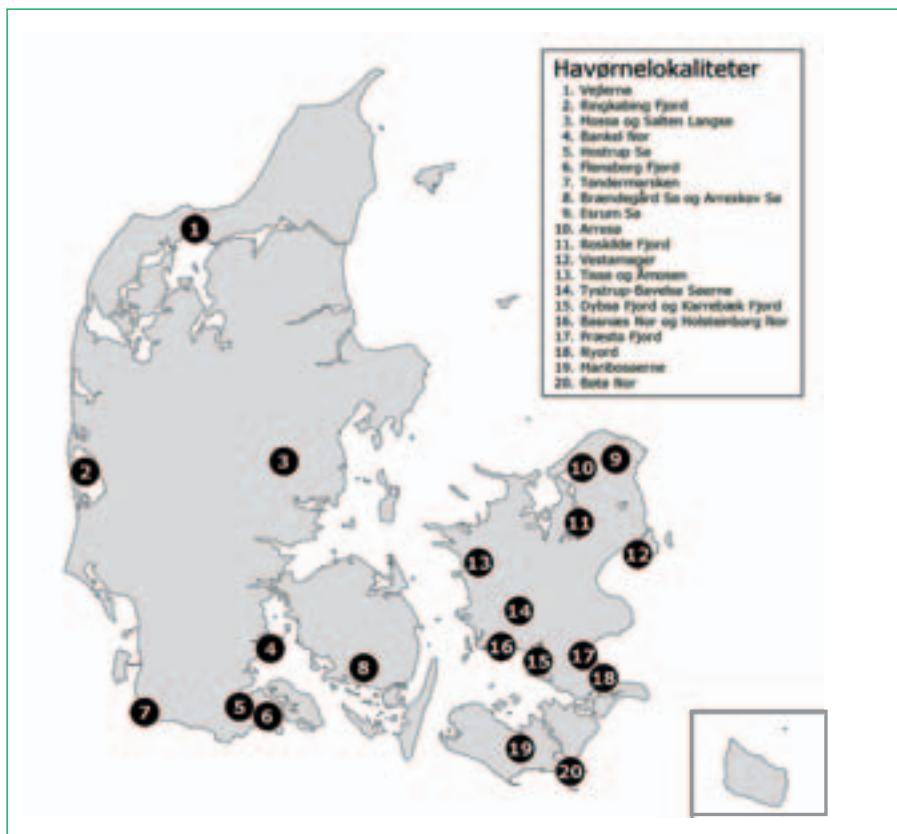 Havørnelokaliteter
1. Vejlerne
2. Ringkøbing Fjord
3. Mossø og Salten Langsø
4. Bankel Nor
5. Hostrup Sø
6. Flensborg Fjord
7. Tøndermarsken
8. Brændegård Sø og Arreskov Sø
9. Esrum Sø
10. Arresø
11. Roskilde Fjord
12. Vestamager
13. Tissø og Åmosen
14. Tystrup-Bavelse Søerne
15. Dybsø Fjord og Karrebæk Fjord
16. Basnæs Nor og Holsteinborg Nor
17. Præstø Fjord
18. Nyord
19. Maribosøerne
20. Bøtø Nor
1
2
3
10
9
11
12
13
14
4
16
15
17
8
18
7
5
6
19
20